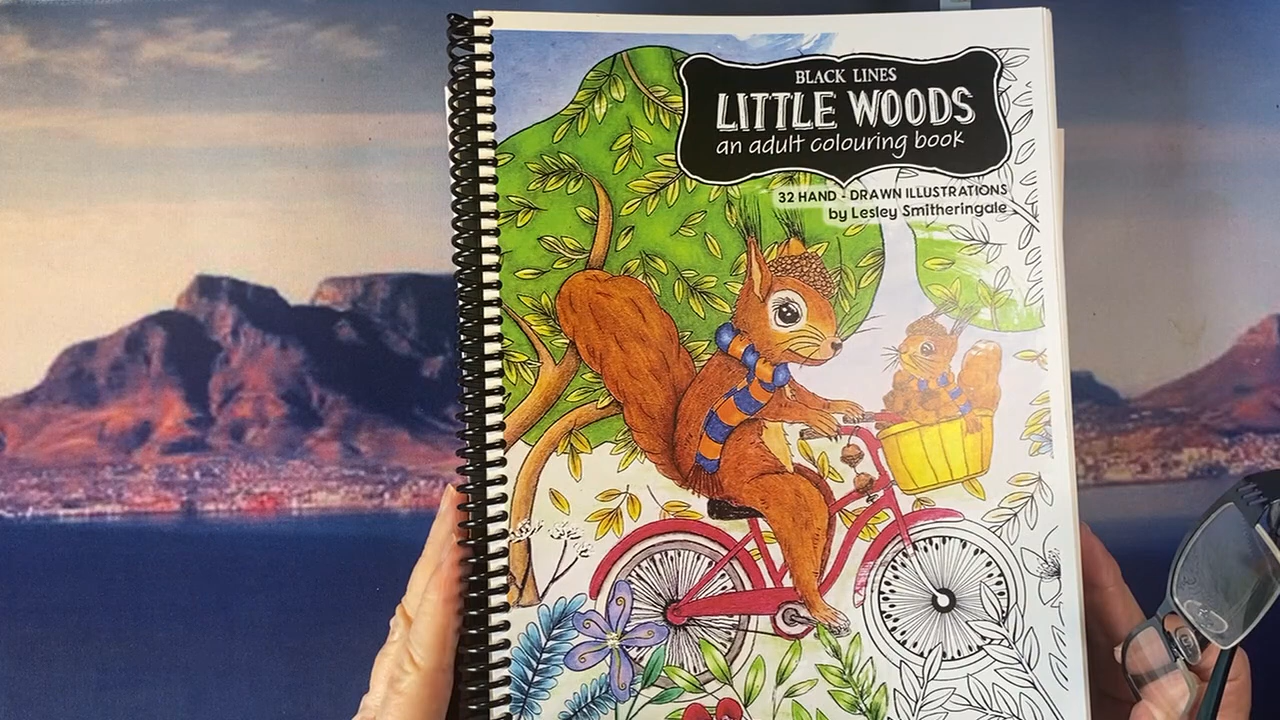 BLACK LINES
LITTLE WOODS
an adult colouring book
32 HAND - DRAWN ILLUSTRATIONS
by Lesley Smitheringale